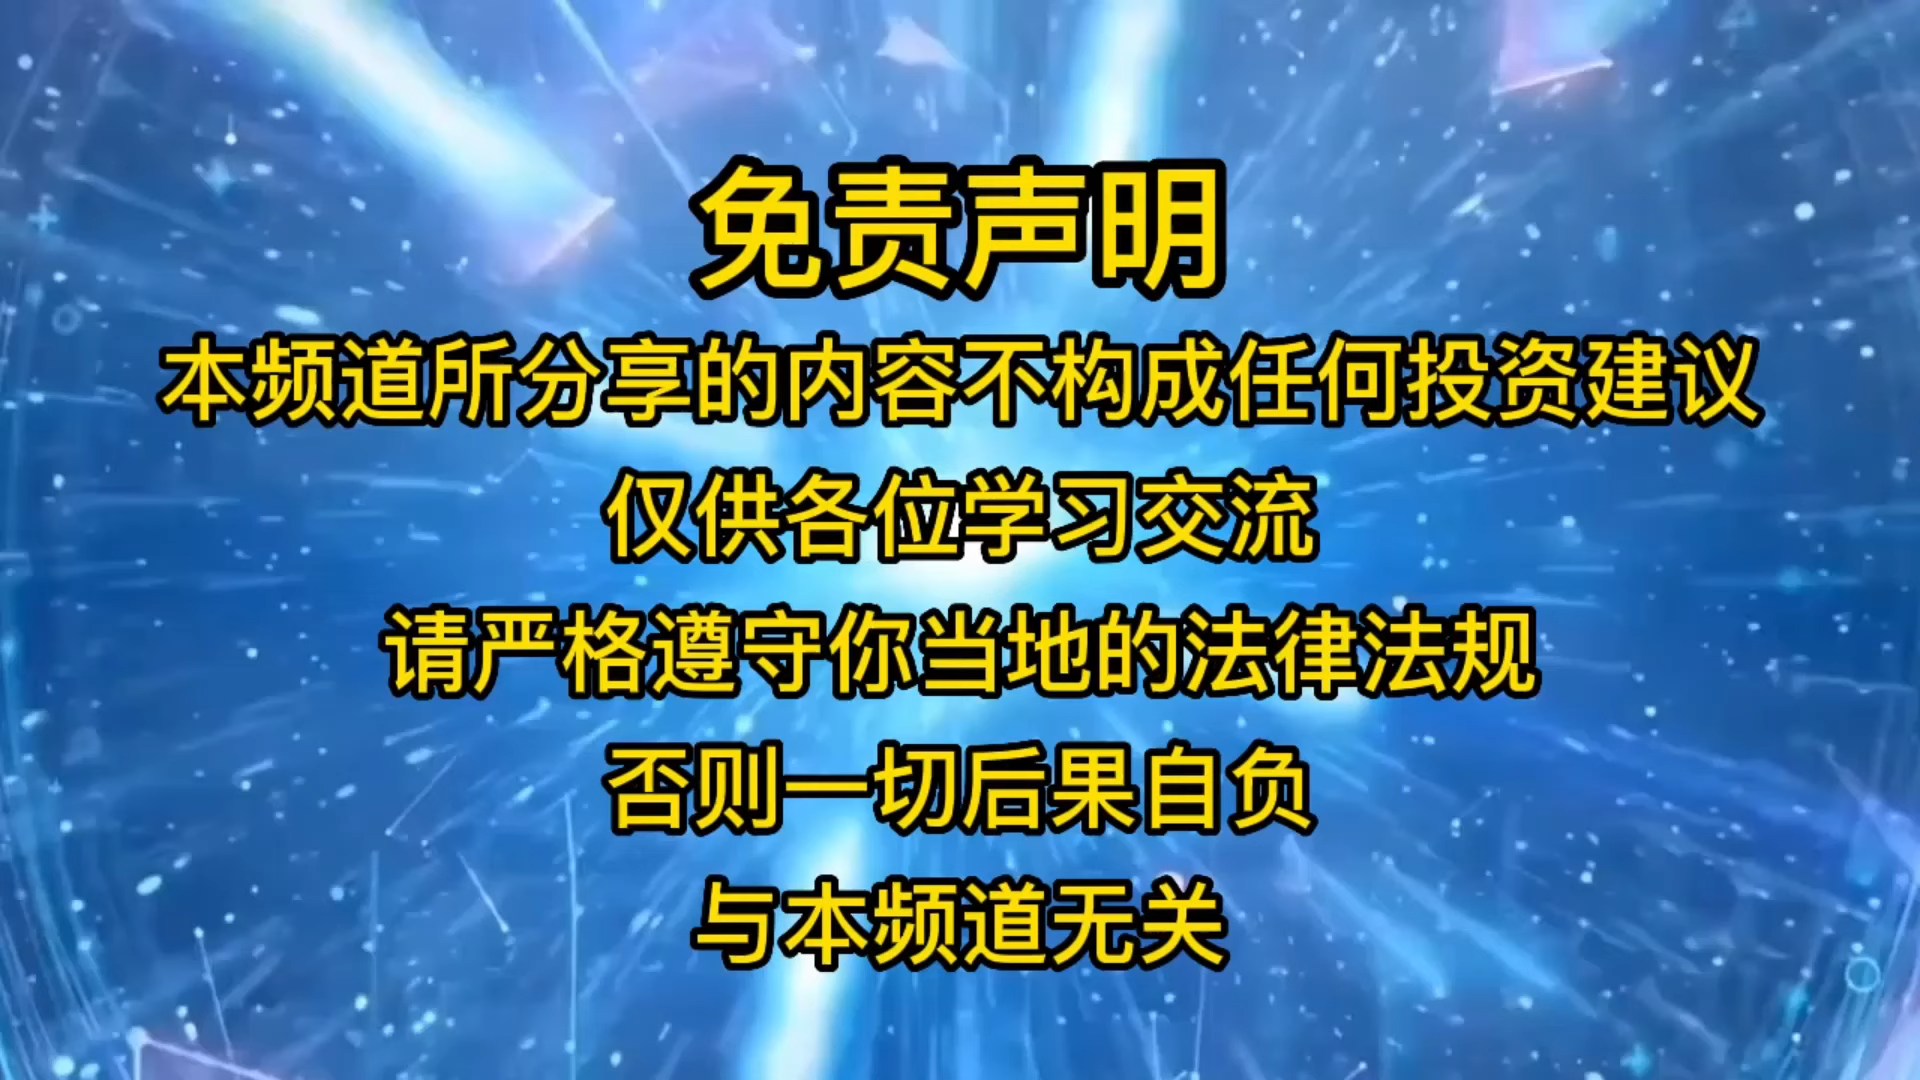 免责声明
本频道所分享的内容不构成任何投资建议
仅供各位学习交流
请严格遵守你当地的法律法规
否则一切后果自负
与本频道无关